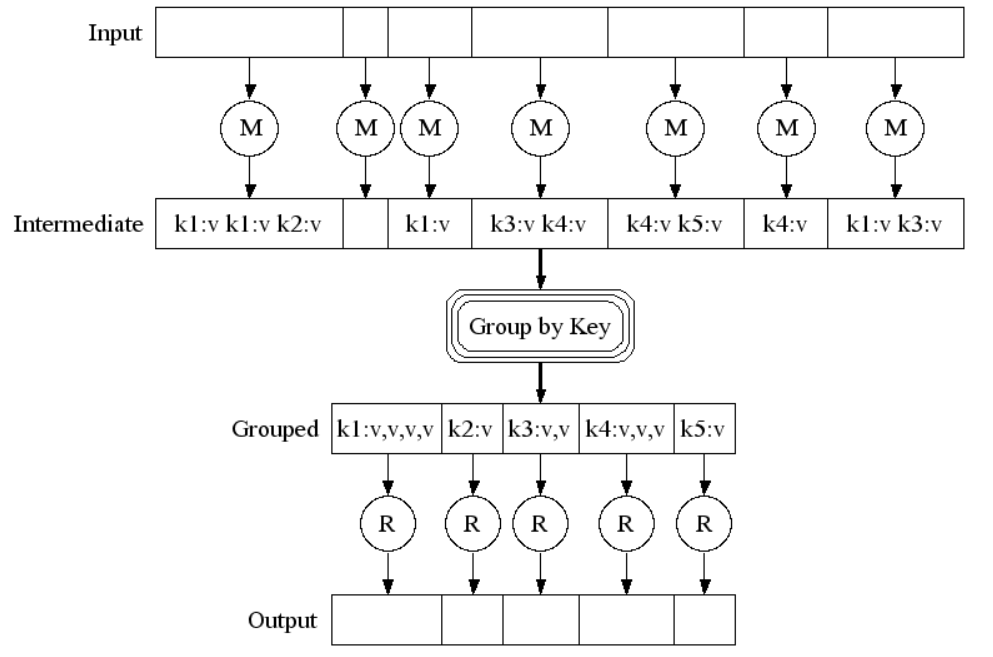 Input
M M M M M M M
Intermediate k1:v k1:v k2:v k1:v k3:v k4:v k4:v k5:v k4:v k1:v k3:v
Group by Key
Grouped k1:v,v,v,v k2:v k3:v,v k4:v,v,v k5:v
R R R R R
Output